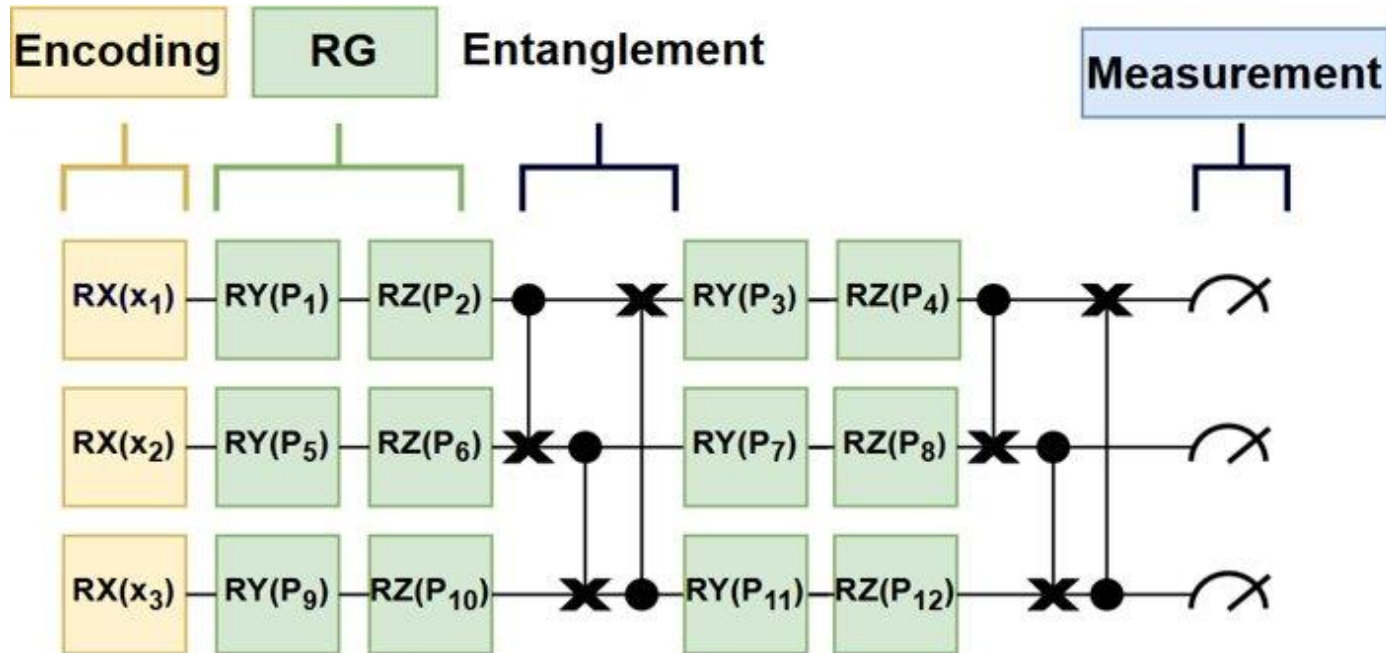 Encoding RG Entanglement Measurement
RX(x1) RY(P1) RZ(P2) RY(P3) RZ(P4)
RX(x2) RY(P5) RZ(P6) RY(P7) RZ(P8)
RX(x3) RY(P9) RZ(P10) RY(P11) RZ(P12)